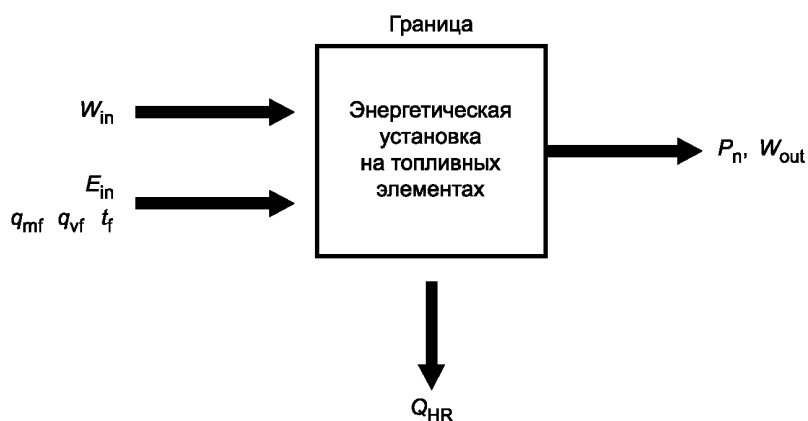 Граница
W_in
Энергетическая
установка
на топливных
элементах
P_n, W_out
E_in
q_mf q_vf t_f
Q_HR